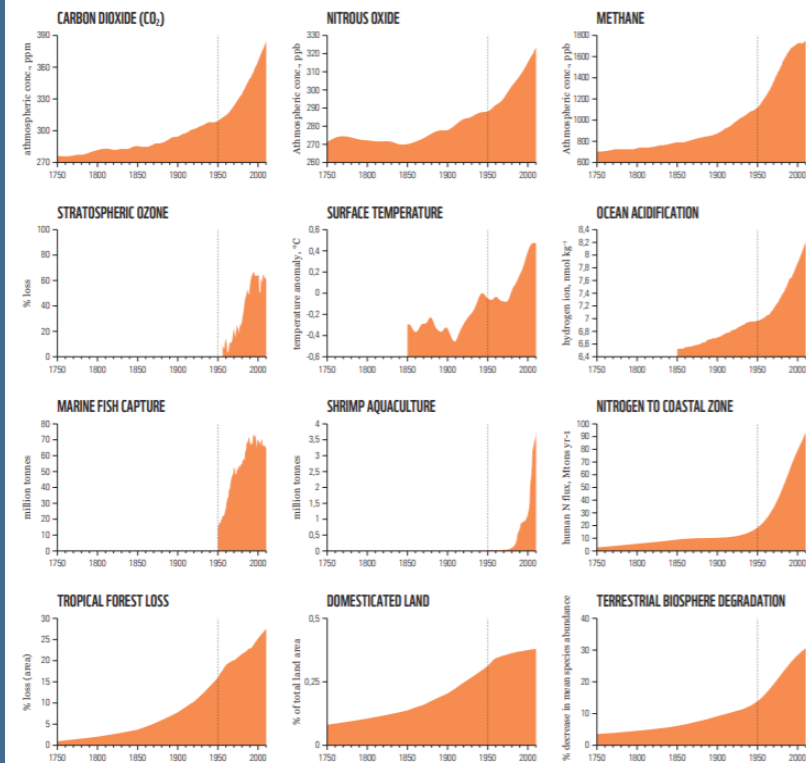 CARBON DIOXIDE (CO₂)
athmospheric conc., ppm
390
360
330
300
270
1750 1800 1850 1900 1950 2000
NITROUS OXIDE
Athmospheric conc., ppb
330
320
310
300
290
280
270
260
1750 1800 1850 1900 1950 2000
METHANE
Athmospheric conc., ppb
1800
1600
1400
1200
1000
800
600
1750 1800 1850 1900 1950 2000
STRATOSPHERIC OZONE
% loss
100
80
60
40
20
0
1750 1800 1850 1900 1950 2000
SURFACE TEMPERATURE
temperature anomaly, °C
0,6
0,4
0,2
0
-0,2
-0,4
-0,6
1750 1800 1850 1900 1950 2000
OCEAN ACIDIFICATION
hydrogen ion, nmol kg⁻¹
8,4
8,2
8
7,8
7,6
7,4
7,2
7
6,8
6,6
6,4
1750 1800 1850 1900 1950 2000
MARINE FISH CAPTURE
million tonnes
80
70
60
50
40
30
20
10
0
1750 1800 1850 1900 1950 2000
SHRIMP AQUACULTURE
million tonnes
4
3,5
3
2,5
2
1,5
1
0,5
0
1750 1800 1850 1900 1950 2000
NITROGEN TO COASTAL ZONE
human N flux, Mtons yr-1
100
90
80
70
60
50
40
30
20
10
0
1750 1800 1850 1900 1950 2000
TROPICAL FOREST LOSS
% loss (area)
30
25
20
15
10
5
0
1750 1800 1850 1900 1950 2000
DOMESTICATED LAND
% of total land area
0,5
0,25
0
1750 1800 1850 1900 1950 2000
TERRESTRIAL BIOSPHERE DEGRADATION
% decrease in mean species abundance
40
30
20
10
0
1750 1800 1850 1900 1950 2000